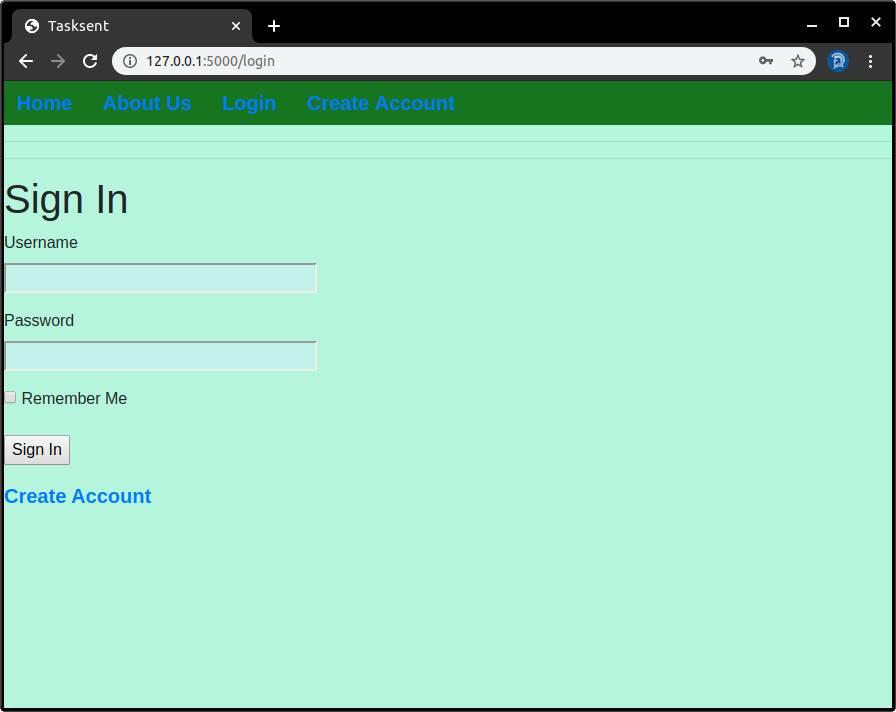 Tasksent
127.0.0.1:5000/login
Home About Us Login Create Account
Sign In
Username
Password
Remember Me
Sign In
Create Account